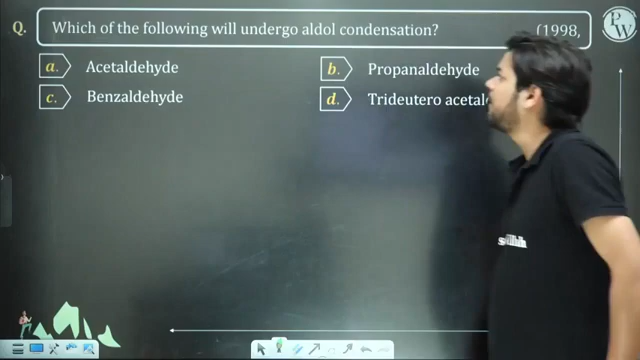 Q. Which of the following will undergo aldol condensation? (1998,
a. Acetaldehyde
b. Propanaldehyde
c. Benzaldehyde
d. Trideutero
PW